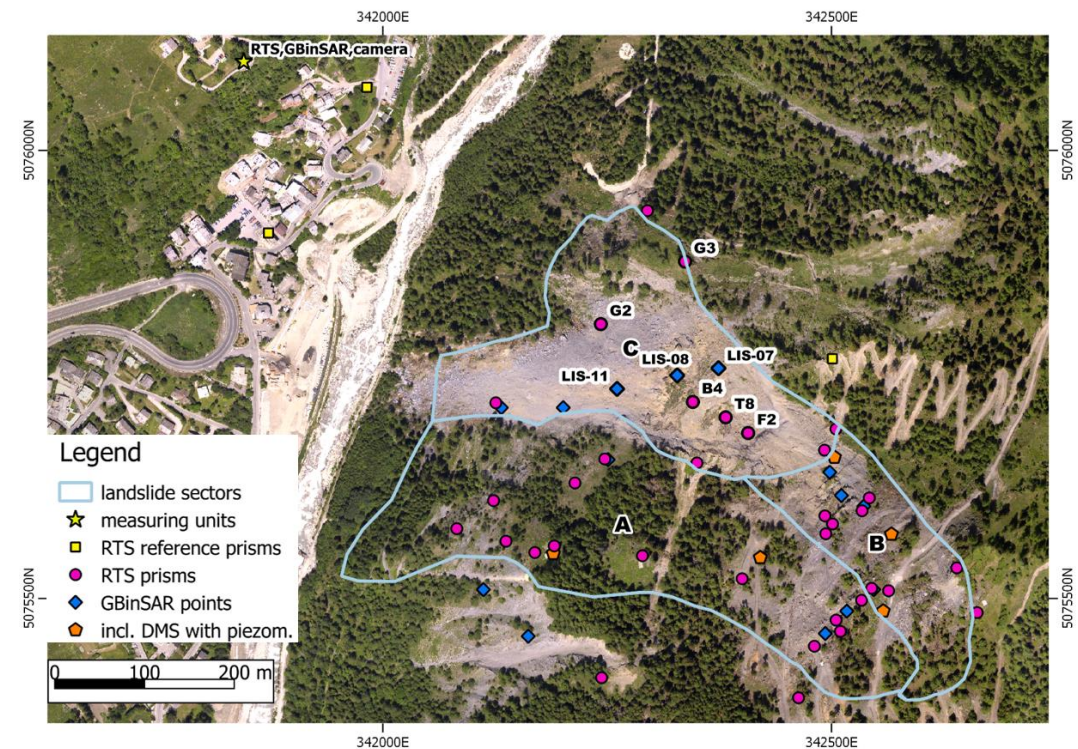 342000E
342500E
RTS,GBinSAR,camera
5076000N
5076000N
G3
G2
C
LIS-08
LIS-07
LIS-11
B4
T8
F2
Legend
landslide sectors
measuring units
RTS reference prisms
RTS prisms
GBinSAR points
incl. DMS with piezom.
A
B
5075500N
5075500N
0 100 200 m
342000E
342500E